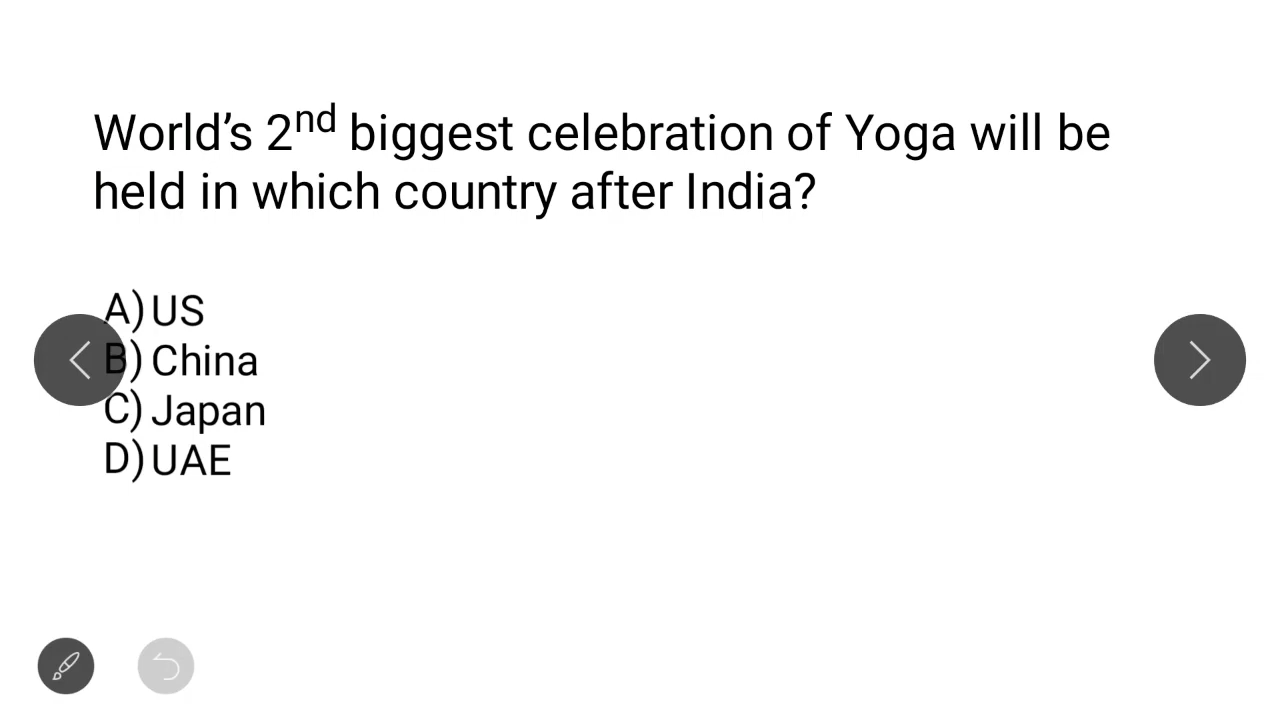 World's 2nd biggest celebration of Yoga will be
held in which country after India?
A) US
B) China
C) Japan
D) UAE